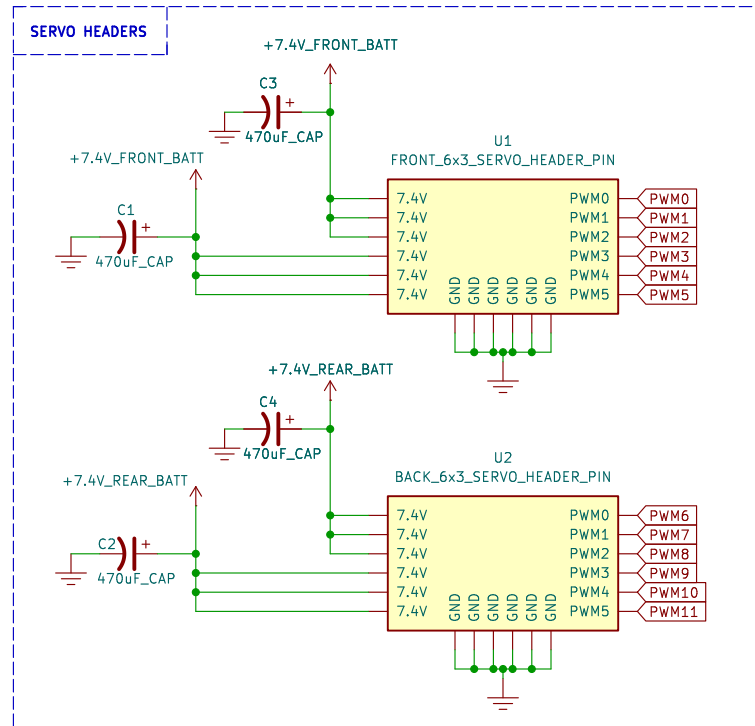 SERVO HEADERS
+7.4V_FRONT_BATT
C3
+
470uF_CAP
+7.4V_FRONT_BATT
C1
+
470uF_CAP
U1
FRONT_6x3_SERVO_HEADER_PIN
7.4V PWM0 PWM0
7.4V PWM1 PWM1
7.4V PWM2 PWM2
7.4V PWM3 PWM3
7.4V PWM4 PWM4
7.4V PWM5 PWM5
GND GND GND GND GND GND
+7.4V_REAR_BATT
C4
+
470uF_CAP
+7.4V_REAR_BATT
C2
+
470uF_CAP
U2
BACK_6x3_SERVO_HEADER_PIN
7.4V PWM0 PWM6
7.4V PWM1 PWM7
7.4V PWM2 PWM8
7.4V PWM3 PWM9
7.4V PWM4 PWM10
7.4V PWM5 PWM11
GND GND GND GND GND GND